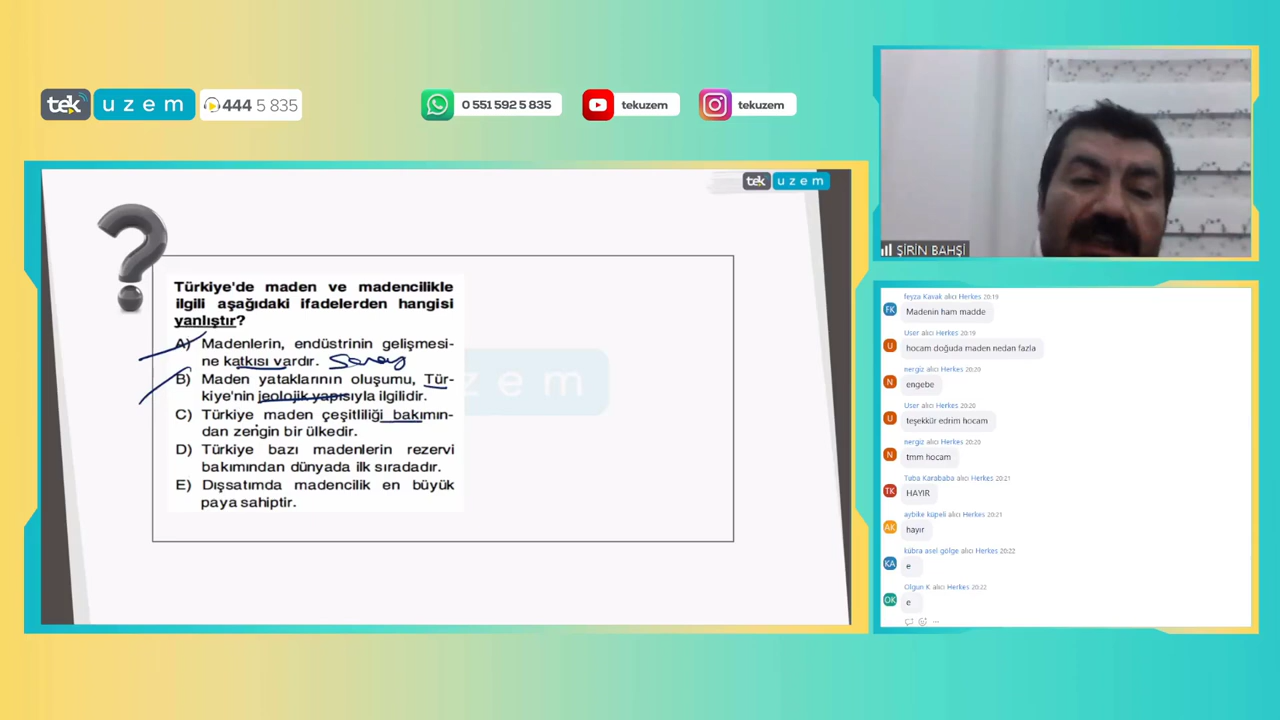 tek uzem 444 5 835
0 551 592 5 835
tekuzem
tekuzem
tek uzem
ŞİRİN BAHŞİ
Türkiye'de maden ve madencilikle
ilgili aşağıdaki ifadelerden hangisi
yanlıştır?
A) Madenlerin, endüstrinin gelişmesi-
ne katkısı vardır.
B) Maden yataklarının oluşumu, Tür-
kiye'nin jeolojik yapısıyla ilgilidir.
C) Türkiye maden çeşitliliği bakımın-
dan zengin bir ülkedir.
D) Türkiye bazı madenlerin rezervi
bakımından dünyada ilk sıradadır.
E) Dışsatımda madencilik en büyük
paya sahiptir.
zem
feyza Kavak alıcı Herkes 20:19
FK Madenin ham madde
User alıcı Herkes 20:19
U hocam doğuda maden nedan fazla
nergiz alıcı Herkes 20:20
N engebe
User alıcı Herkes 20:20
U teşekkür edrim hocam
nergiz alıcı Herkes 20:20
N tmm hocam
Tuba Karababa alıcı Herkes 20:21
TK HAYIR
aybike küpeli alıcı Herkes 20:21
AK hayır
kübra asel gölge alıcı Herkes 20:22
KA e
Olgun K alıcı Herkes 20:22
OK e